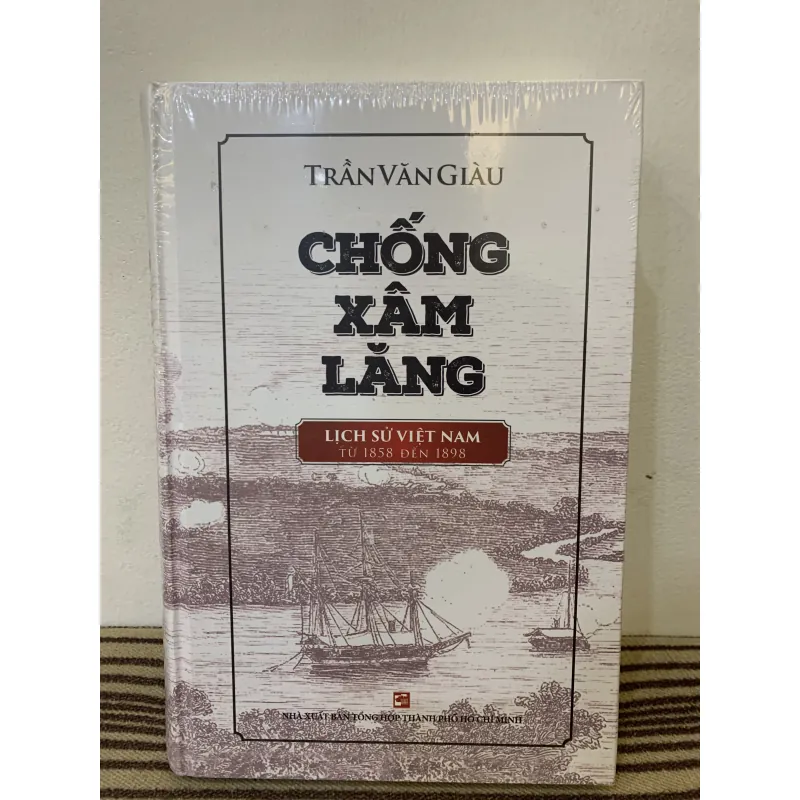 TRẦN VĂN GIÀU
CHỐNG
XÂM
LĂNG
LỊCH SỬ VIỆT NAM
TỪ 1858 ĐẾN 1898
NHÀ XUẤT BẢN TỔNG HỢP THÀNH PHỐ HỒ CHÍ MINH